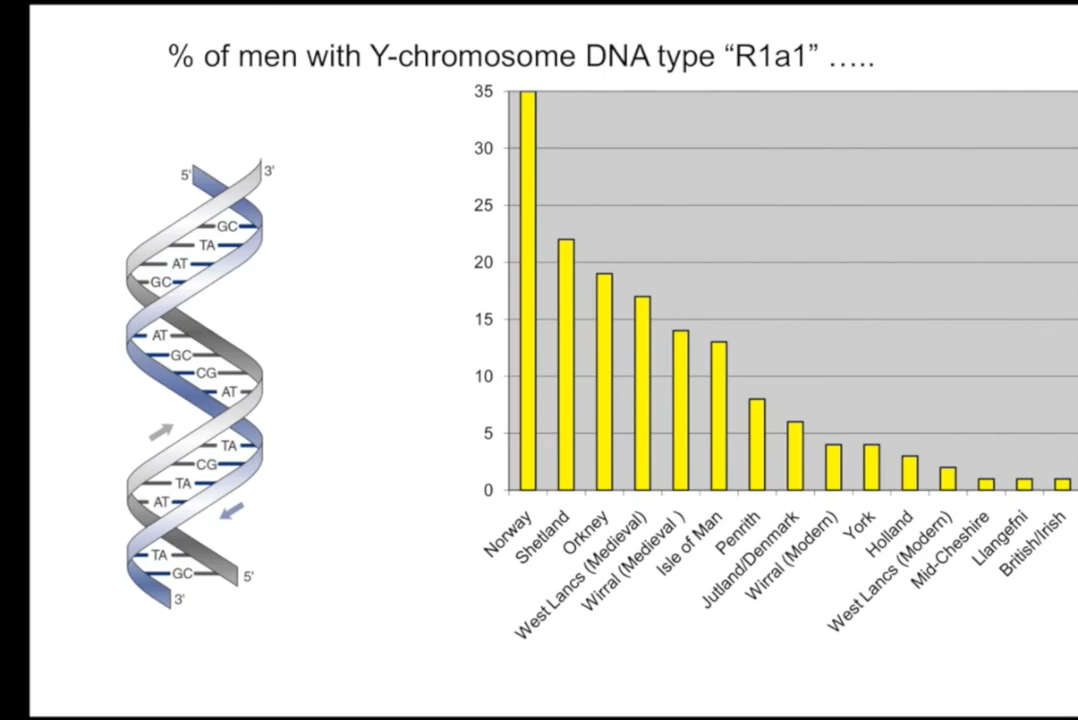 % of men with Y-chromosome DNA type “R1a1” …..
5'
3'
GC
TA
AT
GC
AT
GC
CG
AT
TA
CG
TA
AT
TA
GC
5'
3'
35
30
25
20
15
10
5
0
Norway
Shetland
Orkney
West Lancs (Medieval)
Wirral (Medieval )
Isle of Man
Penrith
Jutland/Denmark
Wirral (Modern)
York
Holland
West Lancs (Modern)
Mid-Cheshire
Llangefni
British/Irish